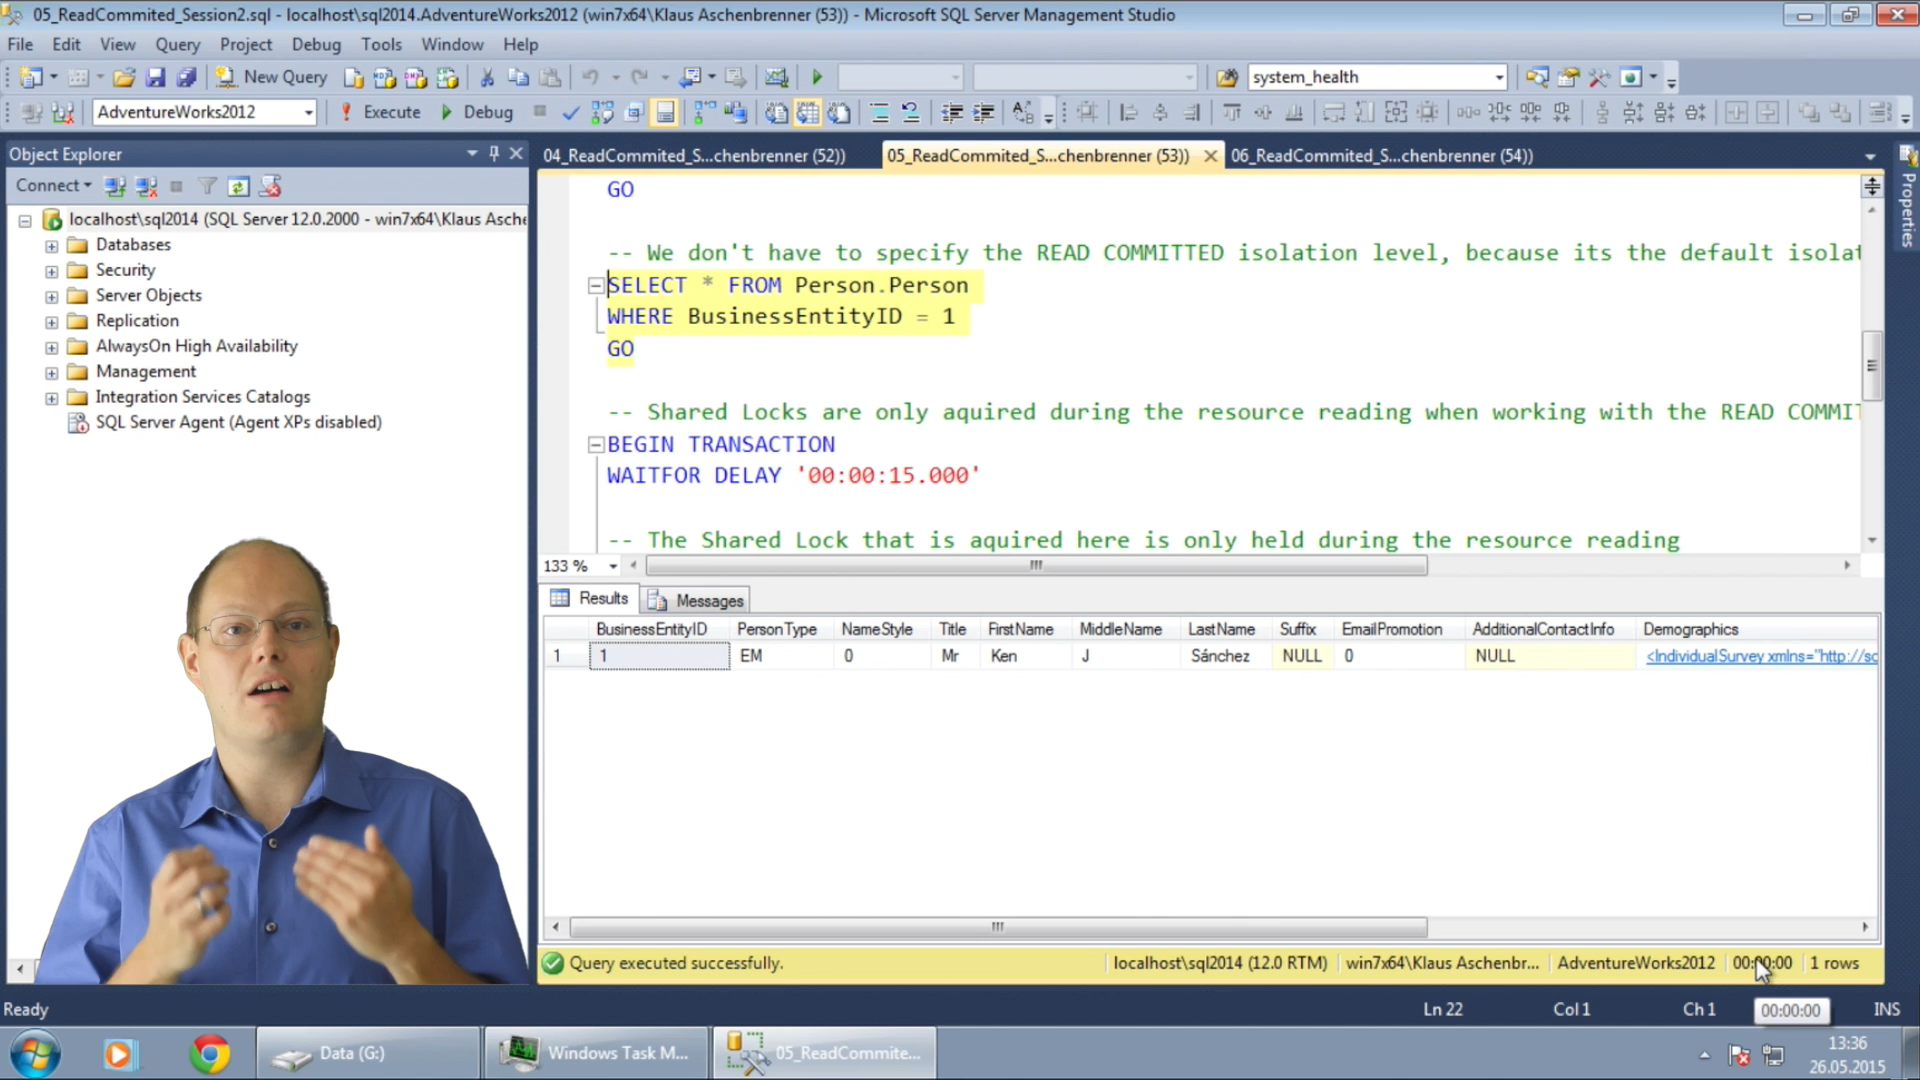 05_ReadCommited_Session2.sql - localhost\sql2014.AdventureWorks2012 (win7x64\Klaus Aschenbrenner (53)) - Microsoft SQL Server Management Studio
File Edit View Query Project Debug Tools Window Help
New Query system_health
AdventureWorks2012 Execute Debug
Object Explorer
Connect
localhost\sql2014 (SQL Server 12.0.2000 - win7x64\Klaus Asche
Databases
Security
Server Objects
Replication
AlwaysOn High Availability
Management
Integration Services Catalogs
SQL Server Agent (Agent XPs disabled)
04_ReadCommited_S...chenbrenner (52)) 05_ReadCommited_S...chenbrenner (53)) 06_ReadCommited_S...chenbrenner (54))
Properties
GO
-- We don't have to specify the READ COMMITTED isolation level, because its the default isolat
SELECT * FROM Person.Person
WHERE BusinessEntityID = 1
GO
-- Shared Locks are only aquired during the resource reading when working with the READ COMMIT
BEGIN TRANSACTION
WAITFOR DELAY '00:00:15.000'
-- The Shared Lock that is aquired here is only held during the resource reading
133 %
Results Messages
BusinessEntityID PersonType NameStyle Title FirstName MiddleName LastName Suffix EmailPromotion AdditionalContactInfo Demographics
1 1 EM 0 Mr Ken J Sánchez NULL 0 NULL <IndividualSurvey xmlns="http://sc
Query executed successfully. localhost\sql2014 (12.0 RTM) win7x64\Klaus Aschenbr... AdventureWorks2012 00:00:00 1 rows
Ready Ln 22 Col 1 Ch 1 00:00:00 INS
Data (G:) Windows Task M... 05_ReadCommite...
13:36
26.05.2015